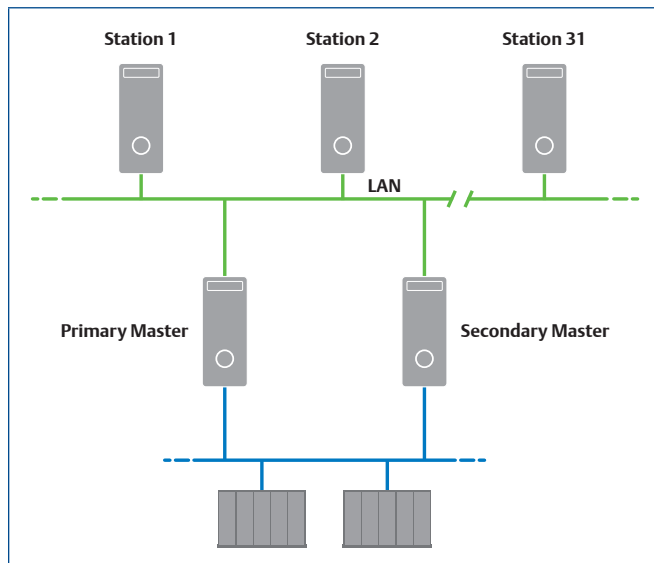 Station 1
Station 2
Station 31
LAN
Primary Master
Secondary Master